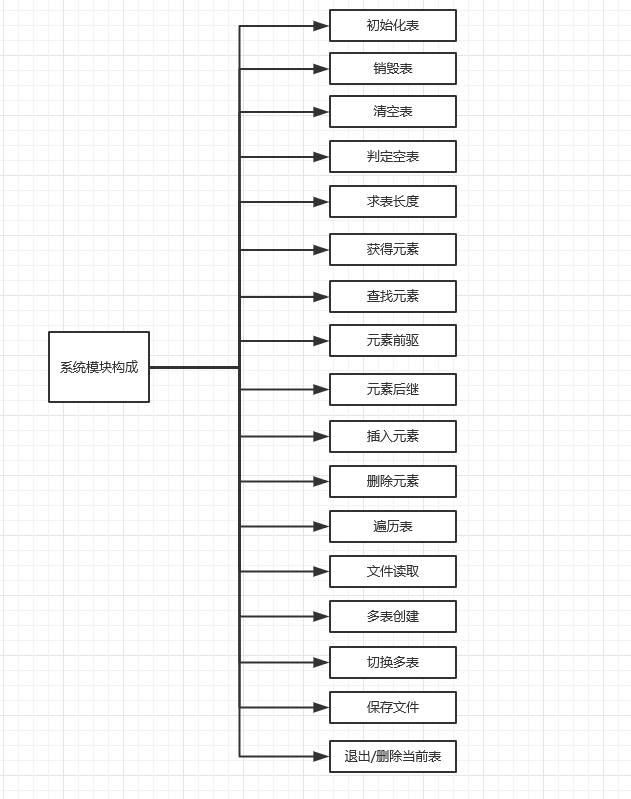 初始化表
销毁表
清空表
判定空表
求表长度
获得元素
查找元素
元素前驱
系统模块构成
元素后继
插入元素
删除元素
遍历表
文件读取
多表创建
切换多表
保存文件
退出/删除当前表